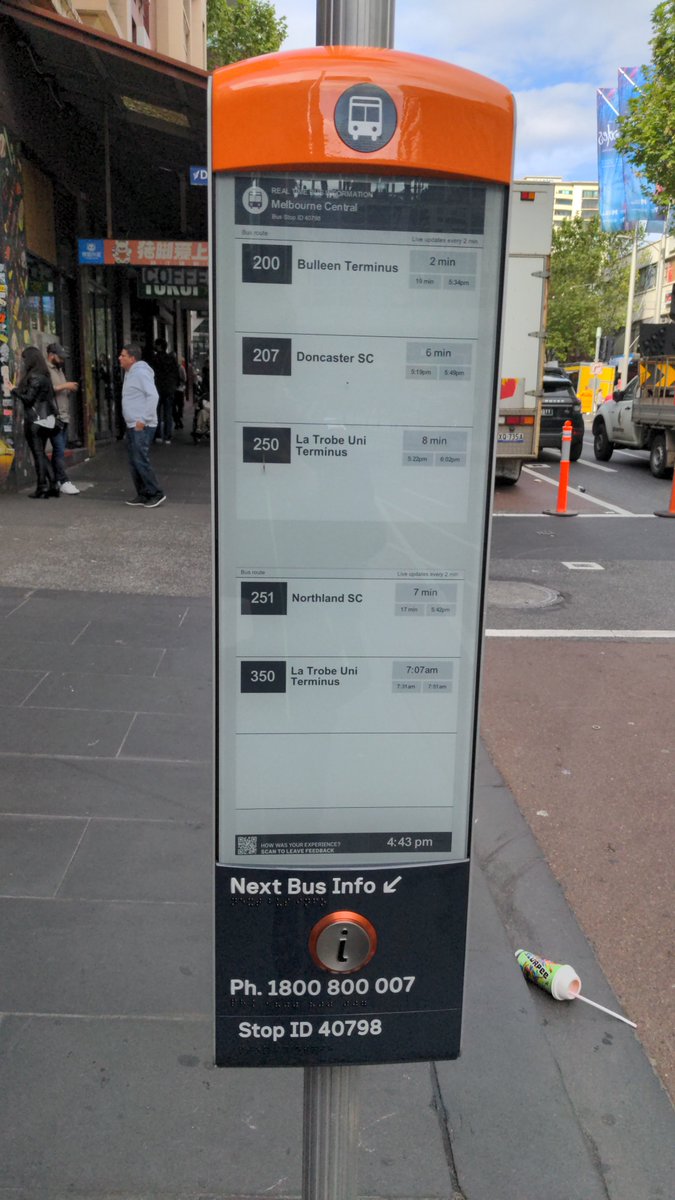 REAL TIME BUS INFORMATION
Melbourne Central
Bus Stop ID 40798
Bus route Live updates every 2 min
200 Bulleen Terminus 2 min
19 min 5:34pm
207 Doncaster SC 6 min
5:19pm 5:49pm
250 La Trobe Uni Terminus 8 min
5:22pm 6:02pm
Bus route Live updates every 2 min
251 Northland SC 7 min
17 min 5:42pm
350 La Trobe Uni Terminus 7:07am
7:31am 7:51am
HOW WAS YOUR EXPERIENCE?
SCAN TO LEAVE FEEDBACK
4:43 pm
Next Bus Info ↙
i
Ph. 1800 800 007
Stop ID 40798
COFFEE